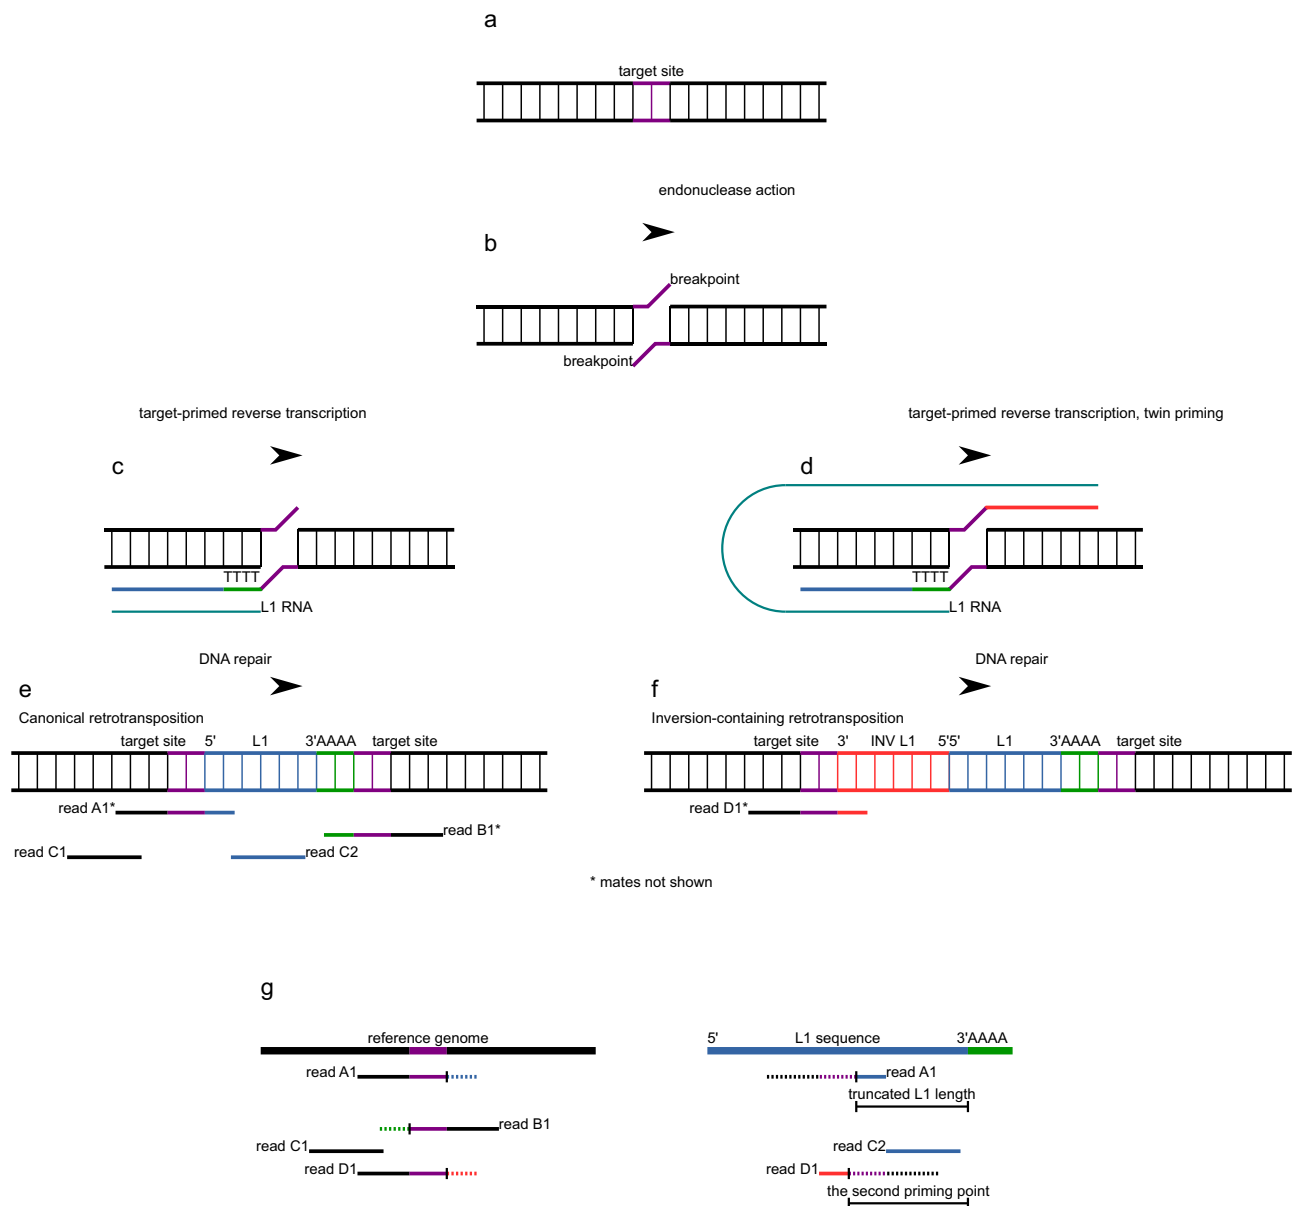 a
target site
endonuclease action
b
breakpoint
breakpoint
target-primed reverse transcription
target-primed reverse transcription, twin priming
c
d
TTTT
L1 RNA
TTTT
L1 RNA
DNA repair
DNA repair
e
f
Canonical retrotransposition
Inversion-containing retrotransposition
target site 5' L1 3'AAAA target site
target site 3' INV L1 5'5' L1 3'AAAA target site
read A1*
read D1*
read B1*
read C1
read C2
* mates not shown
g
reference genome
5' L1 sequence 3'AAAA
read A1
read A1
truncated L1 length
read B1
read C1
read C2
read D1
read D1
the second priming point